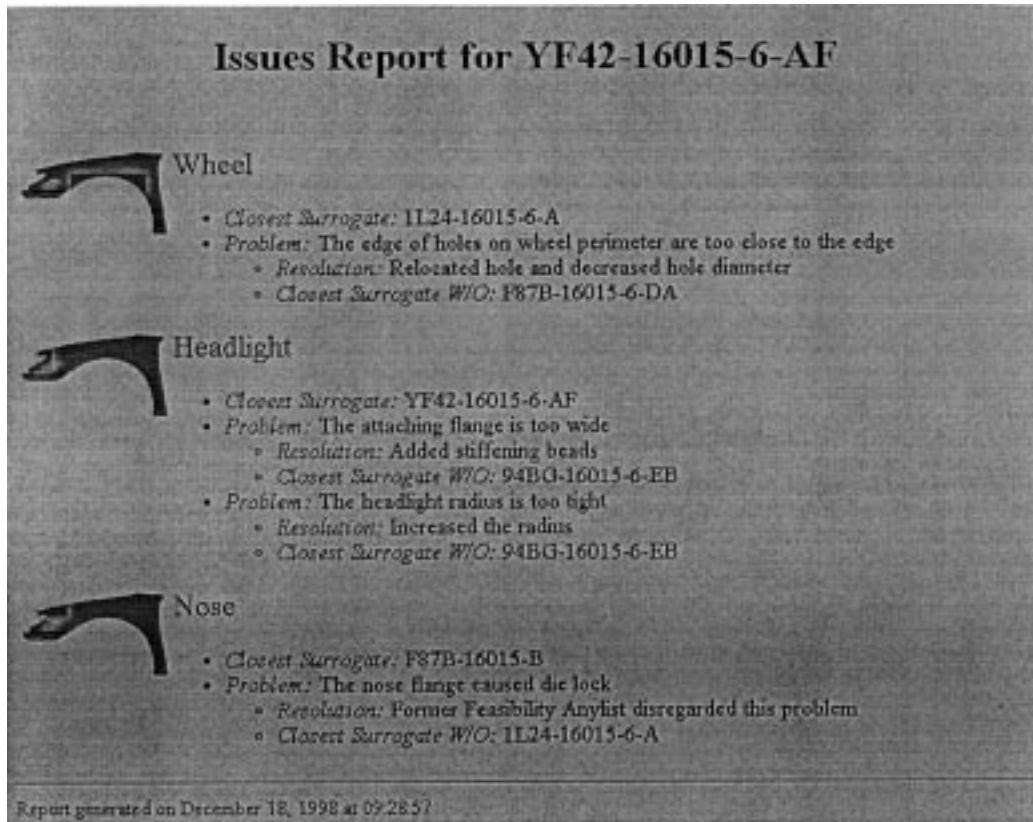 Issues Report for YF42-16015-6-AF
Wheel
• Closest Surrogate: 1L24-16015-6-A
• Problem: The edge of holes on wheel perimeter are too close to the edge
◦ Resolution: Relocated hole and decreased hole diameter
◦ Closest Surrogate W/O: F87B-16015-6-DA
Headlight
• Closest Surrogate: YF42-16015-6-AF
• Problem: The attaching flange is too wide
◦ Resolution: Added stiffening beads
◦ Closest Surrogate W/O: 94BG-16015-6-EB
• Problem: The headlight radius is too tight
◦ Resolution: Increased the radius
◦ Closest Surrogate W/O: 94BG-16015-6-EB
Nose
• Closest Surrogate: F87B-16015-B
• Problem: The nose flange caused die lock
◦ Resolution: Former Feasibility Anylist disregarded this problem
◦ Closest Surrogate W/O: 1L24-16015-6-A
Report generated on December 18, 1998 at 09:28:57